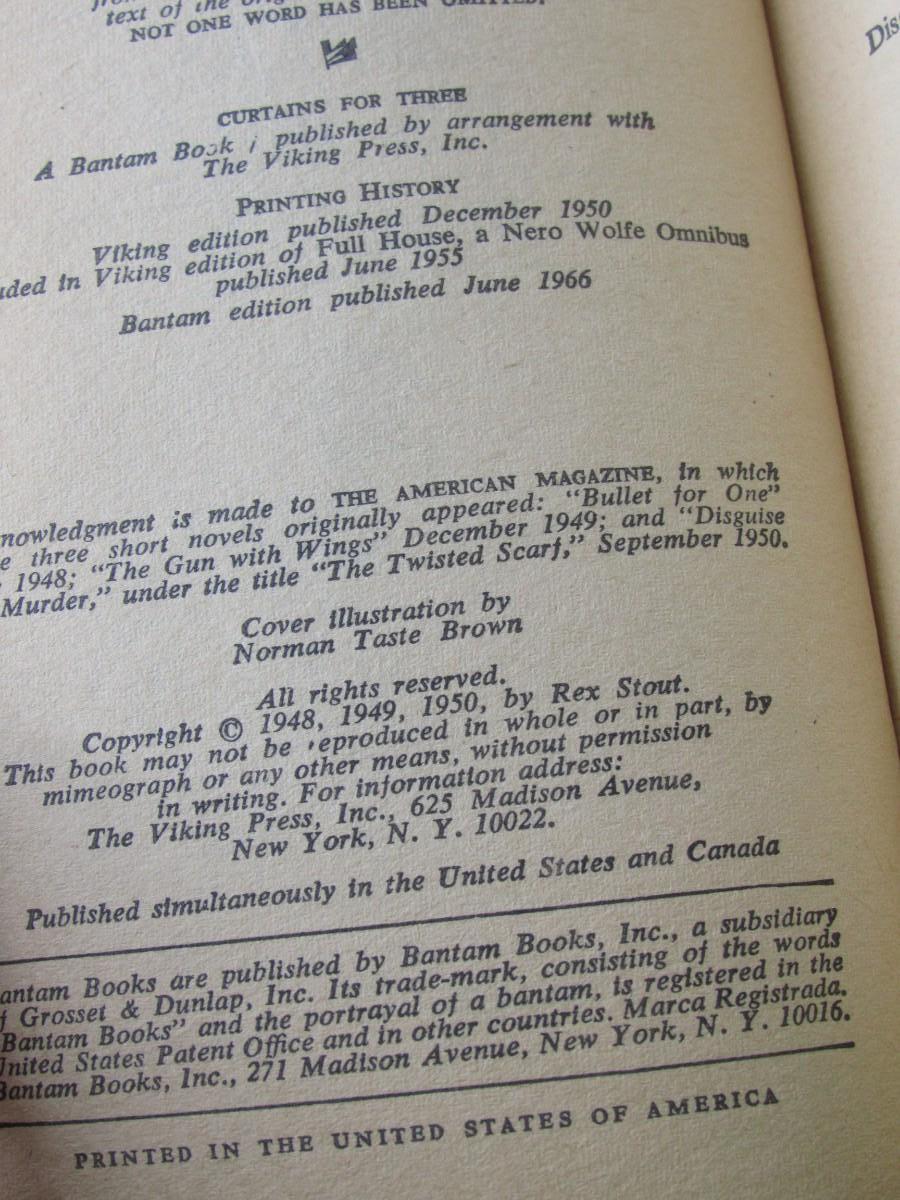 text of the
NOT ONE WORD HAS BEEN OMITTED.
CURTAINS FOR THREE
A Bantam Book / published by arrangement with
The Viking Press, Inc.
PRINTING HISTORY
Viking edition published December 1950
uded in Viking edition of Full House, a Nero Wolfe Omnibus
published June 1955
Bantam edition published June 1966
nowledgment is made to THE AMERICAN MAGAZINE, in which
e three short novels originally appeared: "Bullet for One"
1948; "The Gun with Wings" December 1949; and "Disguise
Murder," under the title "The Twisted Scarf," September 1950.
Cover illustration by
Norman Taste Brown
All rights reserved.
Copyright © 1948, 1949, 1950, by Rex Stout.
This book may not be reproduced in whole or in part, by
mimeograph or any other means, without permission
in writing. For information address:
The Viking Press, Inc., 625 Madison Avenue,
New York, N. Y. 10022.
Published simultaneously in the United States and Canada
antam Books are published by Bantam Books, Inc., a subsidiary
f Grosset & Dunlap, Inc. Its trade-mark, consisting of the words
Bantam Books" and the portrayal of a bantam, is registered in the
United States Patent Office and in other countries. Marca Registrada.
Bantam Books, Inc., 271 Madison Avenue, New York, N. Y. 10016.
PRINTED IN THE UNITED STATES OF AMERICA
Dis